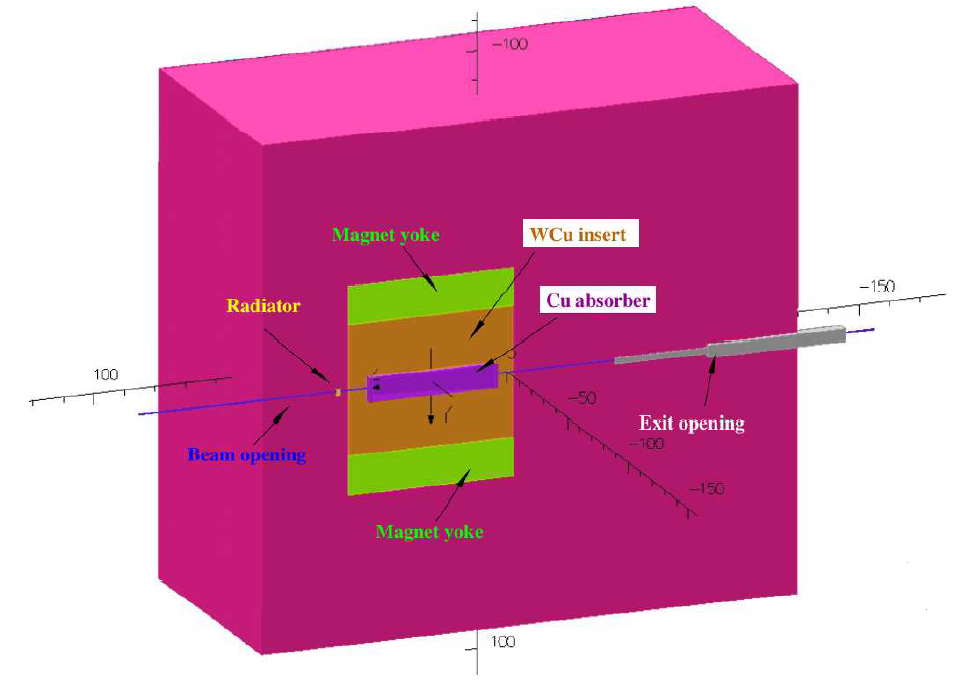 -100
Magnet yoke
WCu insert
-150
Radiator
Cu absorber
100
0
-50
Y
Exit opening
-100
Beam opening
-150
Magnet yoke
100